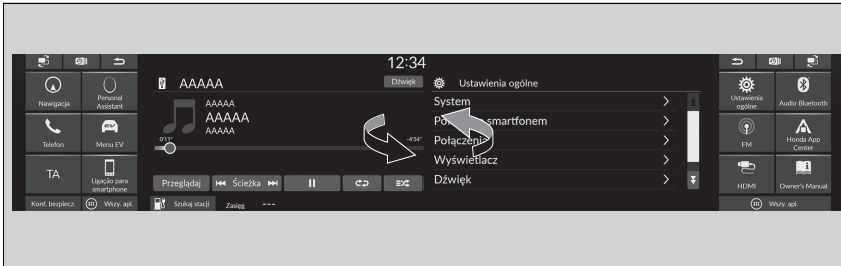 12:34
Nawigacja
Personal
Assistant
Telefon
Menu EV
TA
Ligação para
smartphone
Konf. bezpiecz.
Wszy. apl.
AAAAA
Dźwięk
AAAAA
AAAAA
AAAAA
0'11"
-4'54"
Przeglądaj
Ścieżka
Szukaj stacji
Zasięg ---
Ustawienia ogólne
System
smartfonem
Połączenia
Wyświetlacz
Dźwięk
Ustawienia
ogólne
Audio Bluetooth
FM
Honda App
Center
HDMI
Owner's Manual
Wszy. apl.